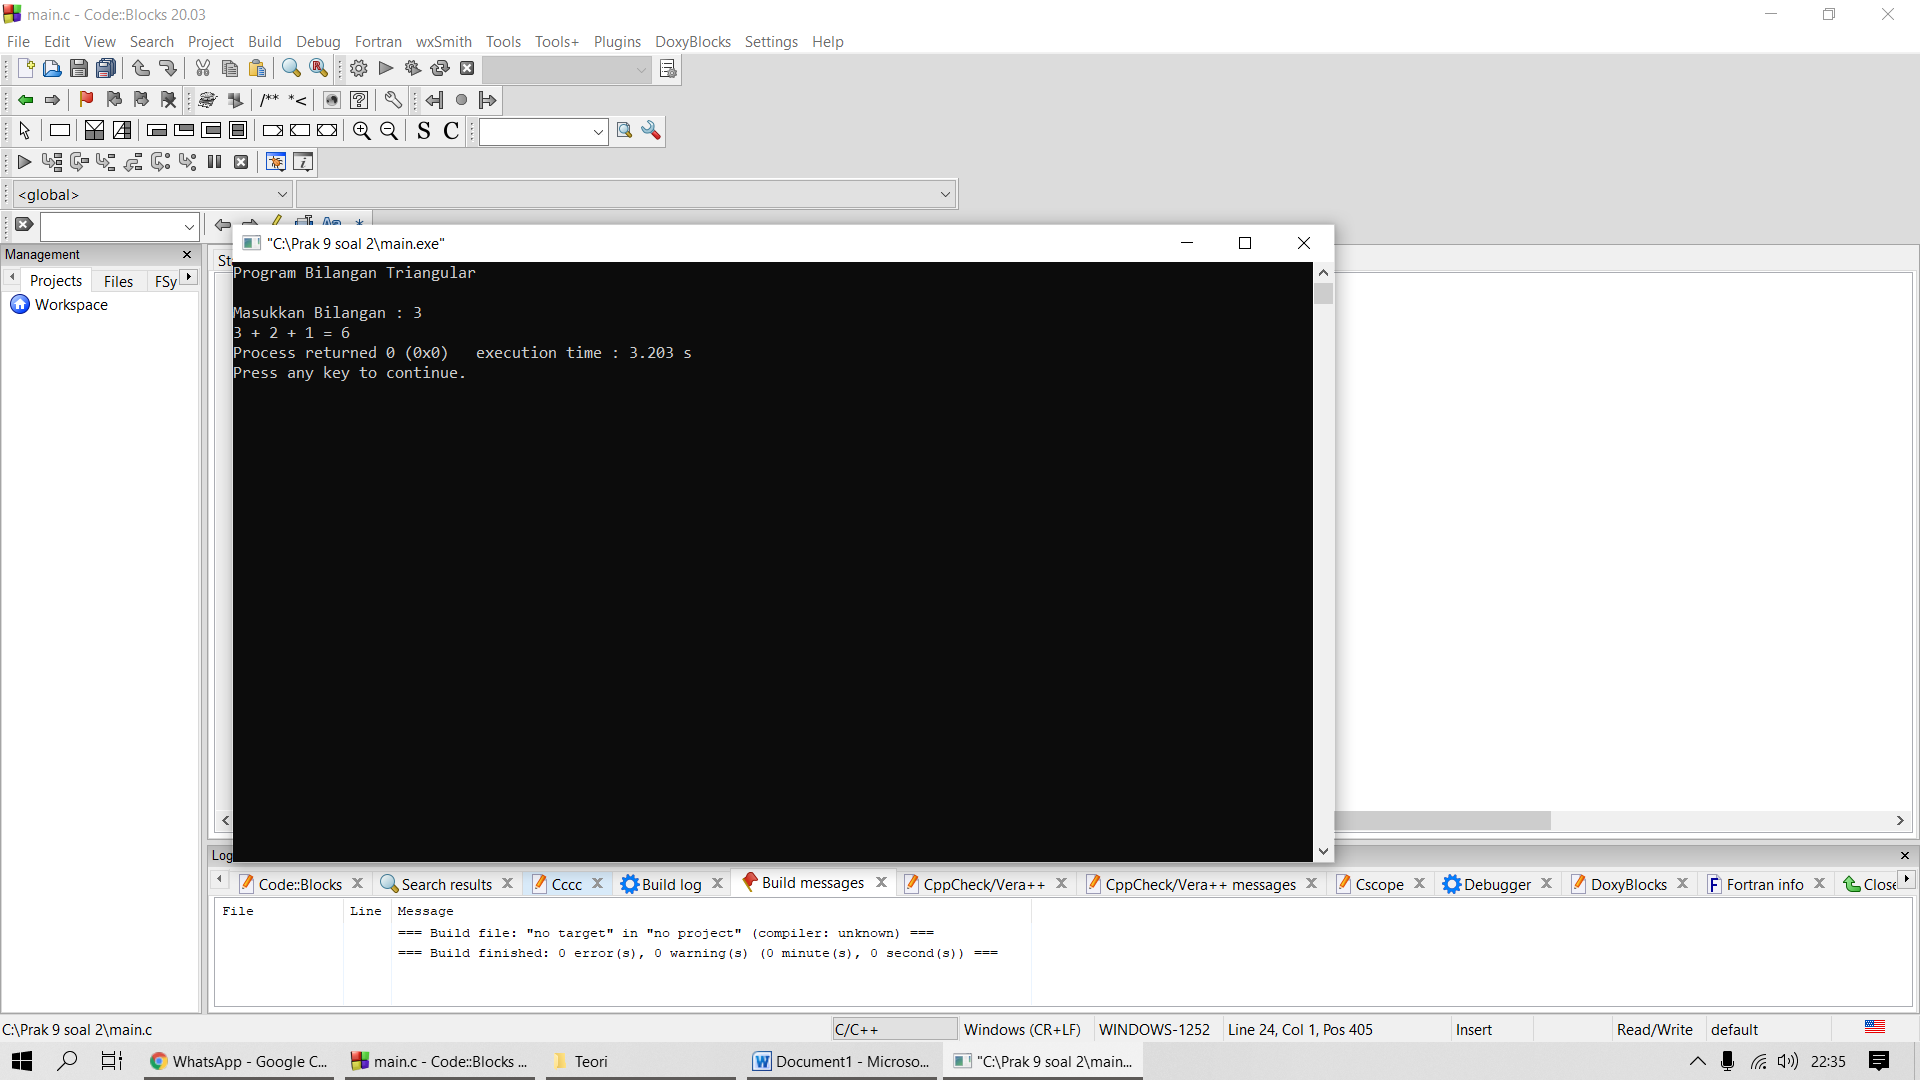 main.c - Code::Blocks 20.03
File Edit View Search Project Build Debug Fortran wxSmith Tools Tools+ Plugins DoxyBlocks Settings Help
/** *<
S C
<global>
Management
Projects Files FSy
Workspace
"C:\Prak 9 soal 2\main.exe"
Program Bilangan Triangular
Masukkan Bilangan : 3
3 + 2 + 1 = 6
Process returned 0 (0x0)   execution time : 3.203 s
Press any key to continue.
Code::Blocks Search results Cccc Build log Build messages CppCheck/Vera++ CppCheck/Vera++ messages Cscope Debugger DoxyBlocks Fortran info Close
File Line Message
=== Build file: "no target" in "no project" (compiler: unknown) ===
=== Build finished: 0 error(s), 0 warning(s) (0 minute(s), 0 second(s)) ===
C:\Prak 9 soal 2\main.c C/C++ Windows (CR+LF) WINDOWS-1252 Line 24, Col 1, Pos 405 Insert Read/Write default
WhatsApp - Google C... main.c - Code::Blocks ... Teori Document1 - Microso... "C:\Prak 9 soal 2\main... 22:35